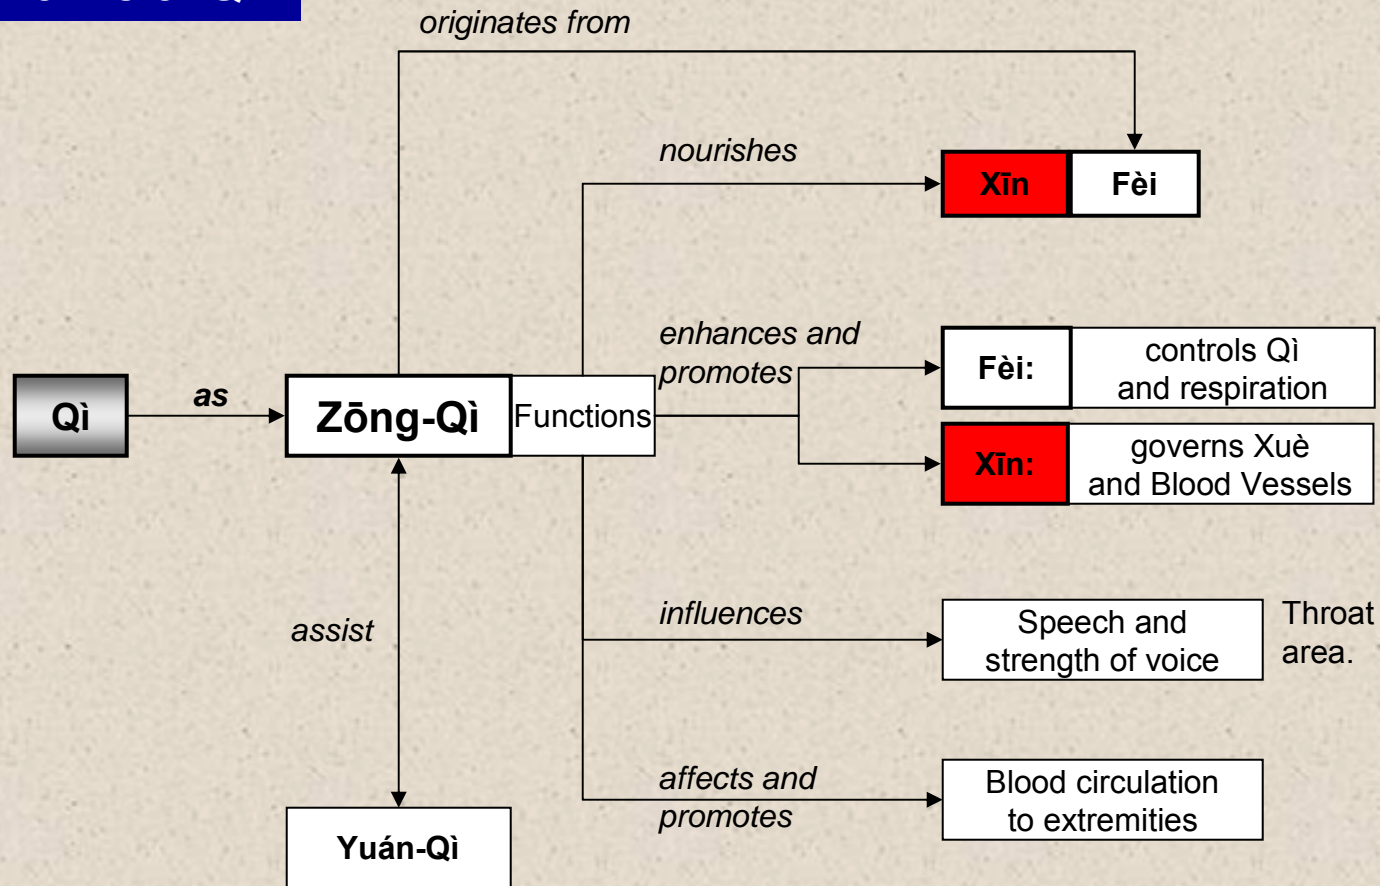 originates from
nourishes
Xīn
Fèi
enhances and
promotes
Fèi:
controls Qì
and respiration
Qì
as
Zōng-Qì
Functions
Xīn:
governs Xuè
and Blood Vessels
influences
Speech and
strength of voice
Throat
area.
assist
affects and
promotes
Blood circulation
to extremities
Yuán-Qì